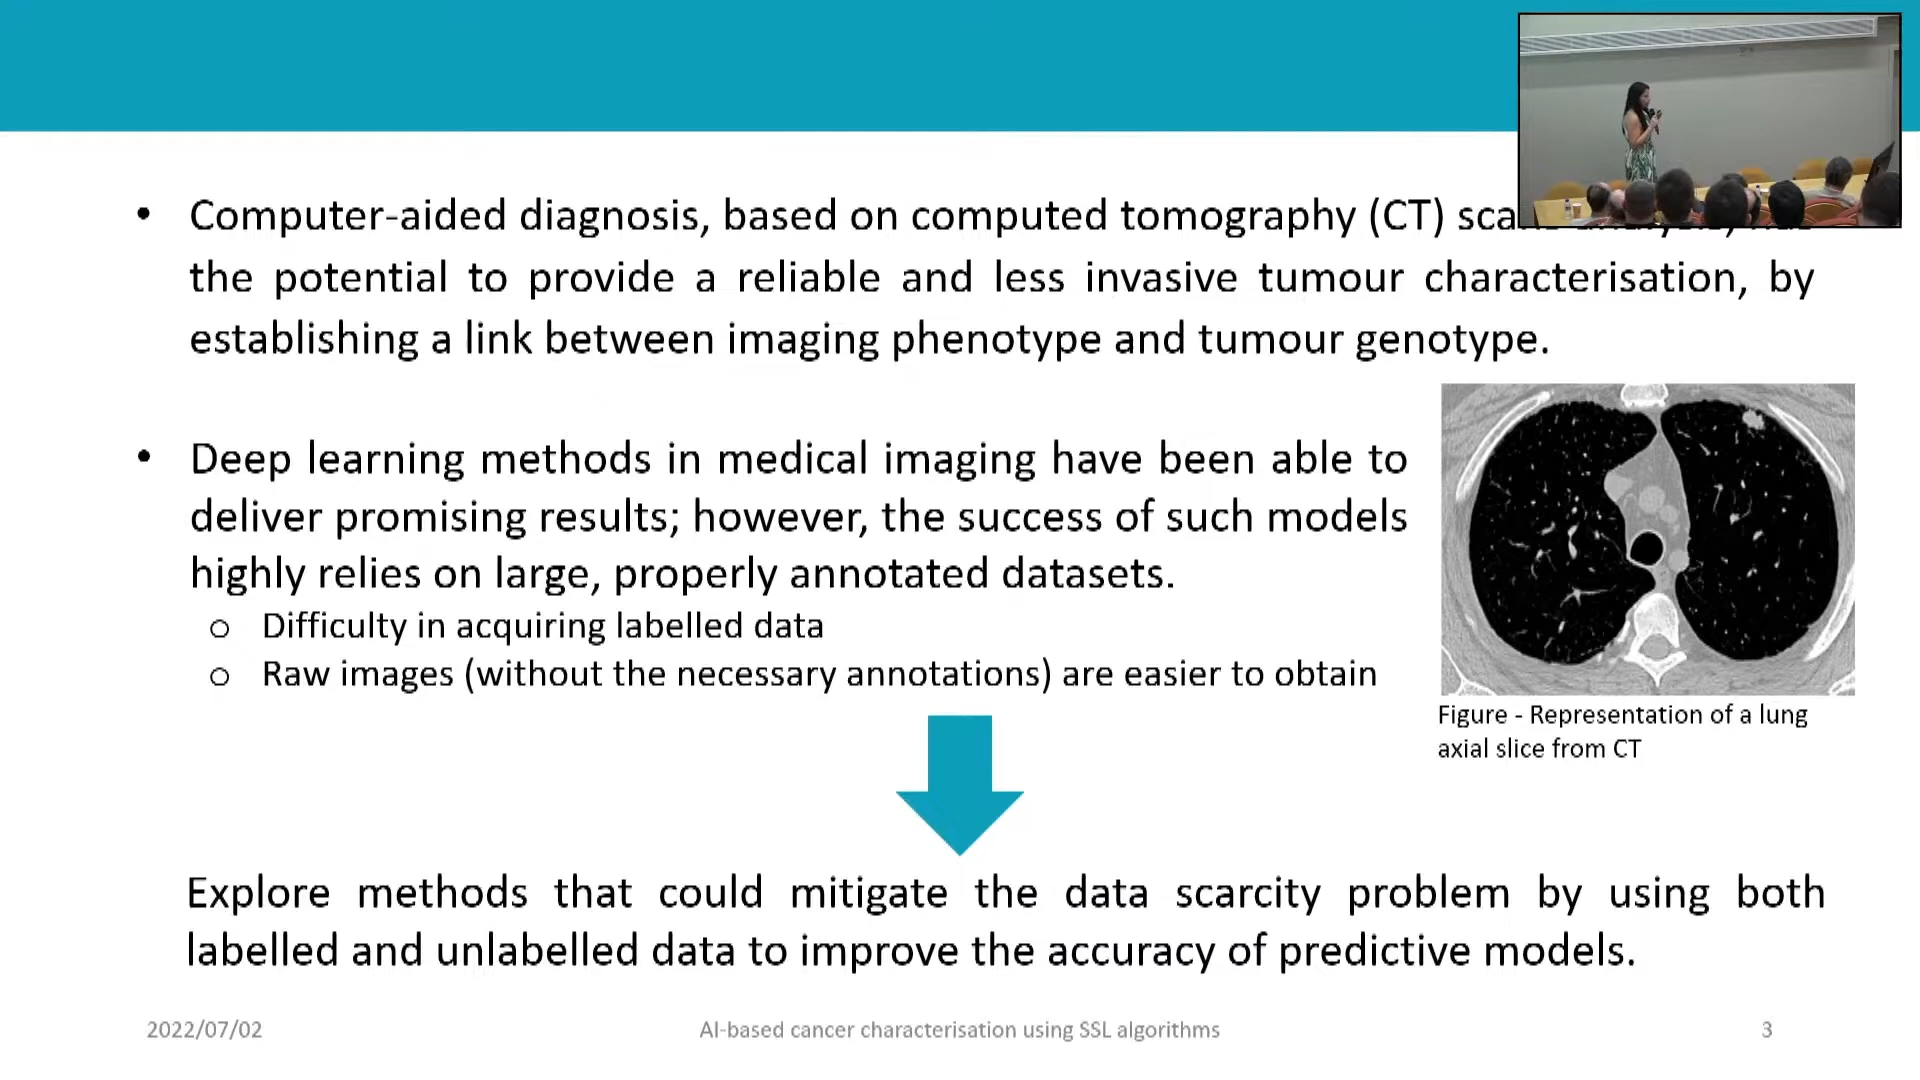 • Computer-aided diagnosis, based on computed tomography (CT)
the potential to provide a reliable and less invasive tumour characterisation, by
establishing a link between imaging phenotype and tumour genotype.
• Deep learning methods in medical imaging have been able to
deliver promising results; however, the success of such models
highly relies on large, properly annotated datasets.
o Difficulty in acquiring labelled data
o Raw images (without the necessary annotations) are easier to obtain
Figure - Representation of a lung
axial slice from CT
Explore methods that could mitigate the data scarcity problem by using both
labelled and unlabelled data to improve the accuracy of predictive models.
2022/07/02
AI-based cancer characterisation using SSL algorithms
3